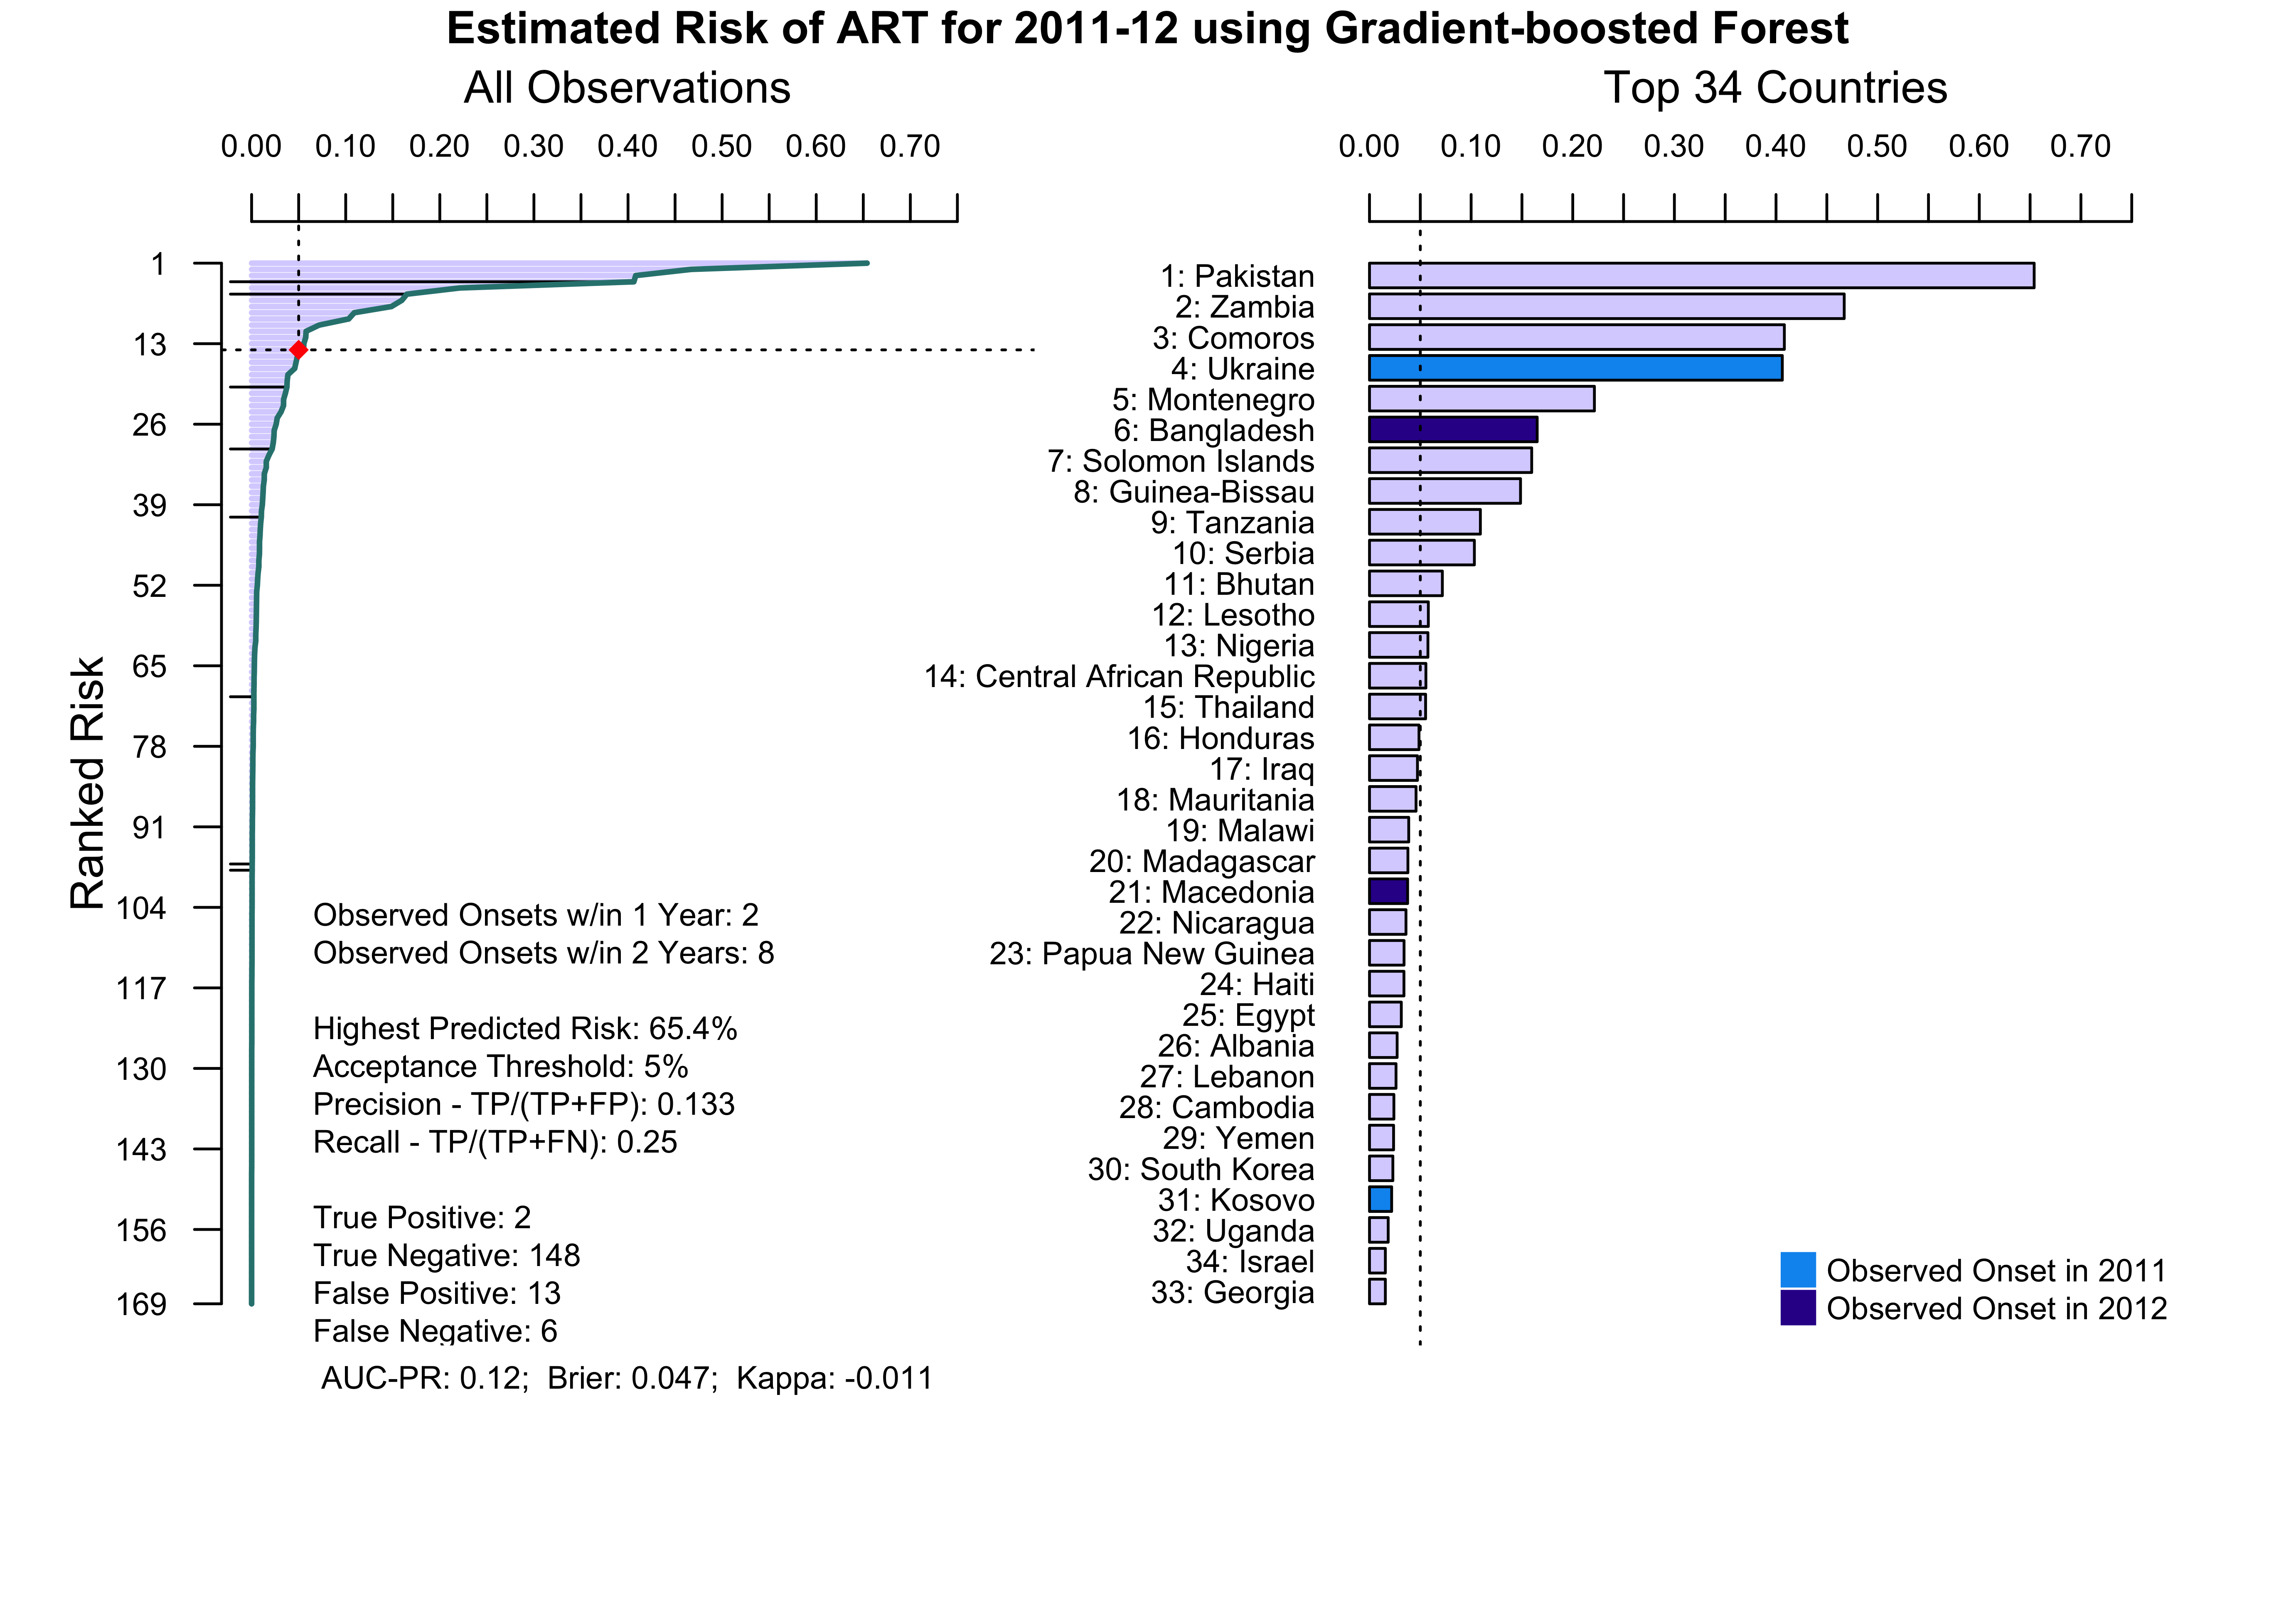 Estimated Risk of ART for 2011-12 using Gradient-boosted Forest
All Observations
0.00 0.10 0.20 0.30 0.40 0.50 0.60 0.70
Ranked Risk
1
13
26
39
52
65
78
91
104
117
130
143
156
169
Observed Onsets w/in 1 Year: 2
Observed Onsets w/in 2 Years: 8
Highest Predicted Risk: 65.4%
Acceptance Threshold: 5%
Precision - TP/(TP+FP): 0.133
Recall - TP/(TP+FN): 0.25
True Positive: 2
True Negative: 148
False Positive: 13
False Negative: 6
AUC-PR: 0.12; Brier: 0.047; Kappa: -0.011
Top 34 Countries
0.00 0.10 0.20 0.30 0.40 0.50 0.60 0.70
1: Pakistan
2: Zambia
3: Comoros
4: Ukraine
5: Montenegro
6: Bangladesh
7: Solomon Islands
8: Guinea-Bissau
9: Tanzania
10: Serbia
11: Bhutan
12: Lesotho
13: Nigeria
14: Central African Republic
15: Thailand
16: Honduras
17: Iraq
18: Mauritania
19: Malawi
20: Madagascar
21: Macedonia
22: Nicaragua
23: Papua New Guinea
24: Haiti
25: Egypt
26: Albania
27: Lebanon
28: Cambodia
29: Yemen
30: South Korea
31: Kosovo
32: Uganda
34: Israel
33: Georgia
Observed Onset in 2011
Observed Onset in 2012